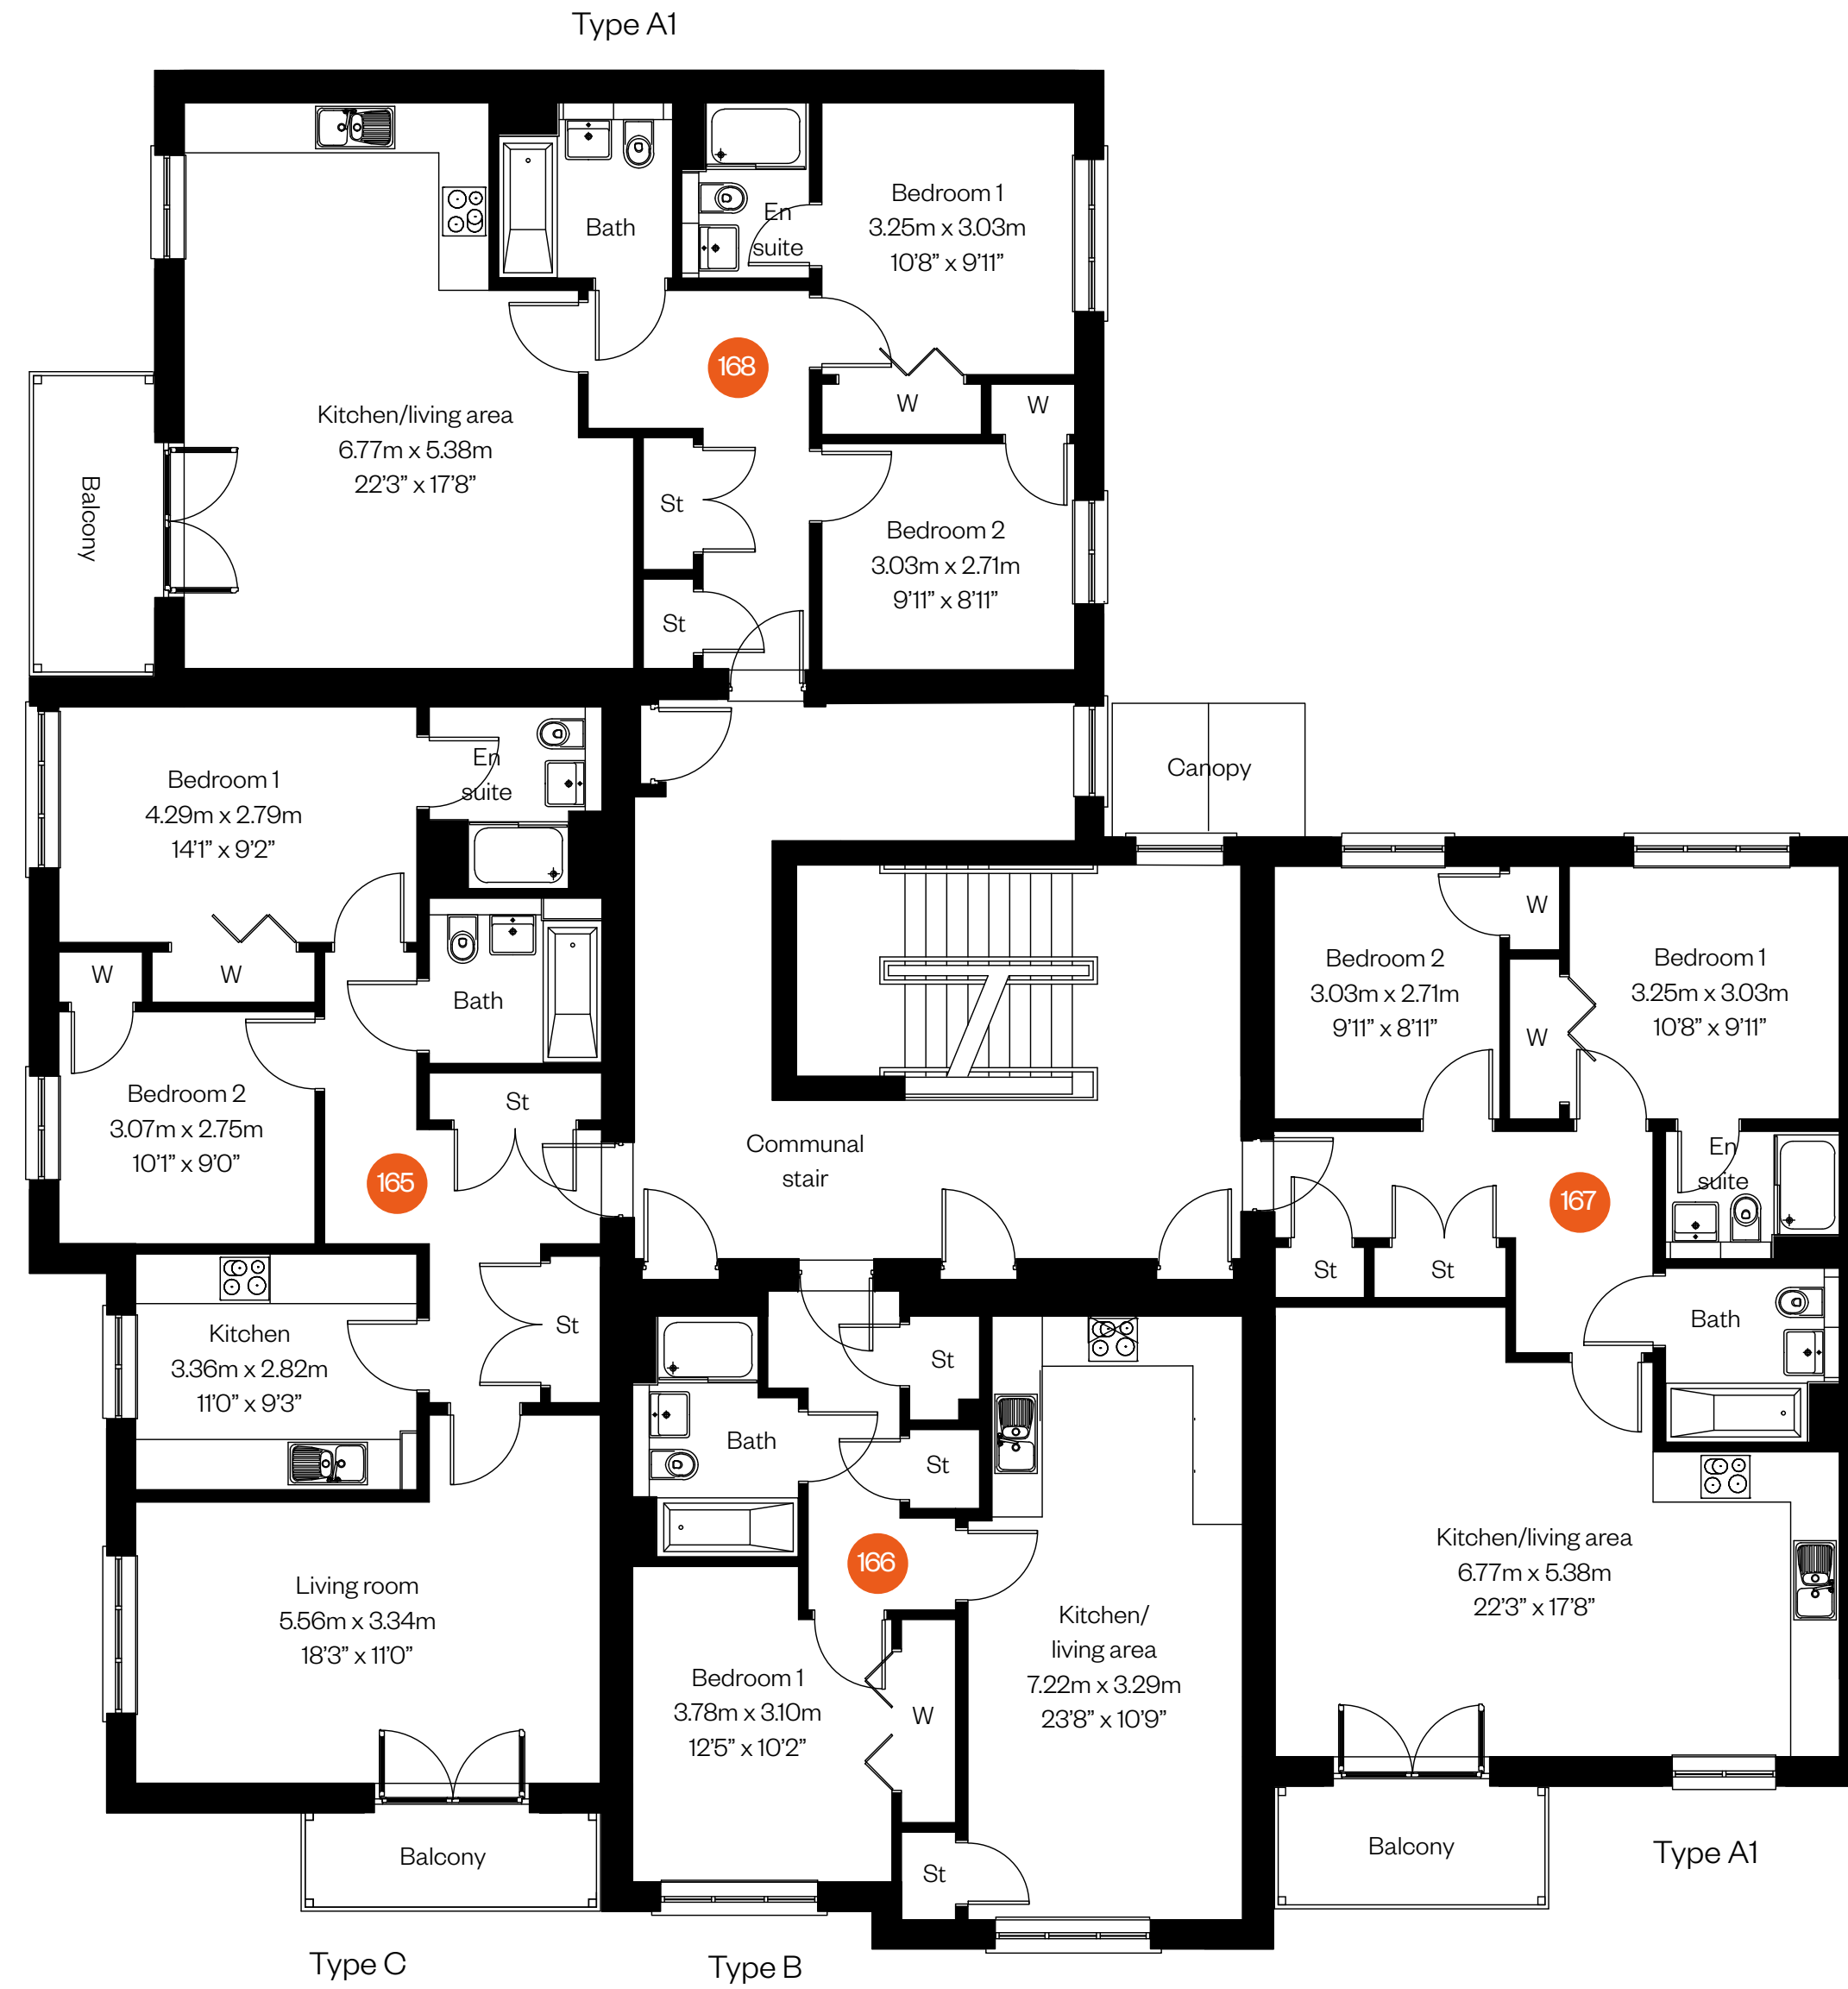 Type A1
Bath
En
suite
Bedroom 1
3.25m x 3.03m
10’8” x 9’11”
168
Kitchen/living area
6.77m x 5.38m
22’3” x 17’8”
W
W
Balcony
St
Bedroom 2
3.03m x 2.71m
9’11” x 8’11”
St
Bedroom 1
4.29m x 2.79m
14’1” x 9’2”
En
suite
Canopy
W
W
Bath
Bedroom 2
3.07m x 2.75m
10’1” x 9’0”
St
165
Communal
stair
Bedroom 2
3.03m x 2.71m
9’11” x 8’11”
W
W
Bedroom 1
3.25m x 3.03m
10’8” x 9’11”
En
suite
167
St
St
Bath
Kitchen
3.36m x 2.82m
11’0” x 9’3”
St
St
Bath
St
166
Living room
5.56m x 3.34m
18’3” x 11’0”
Bedroom 1
3.78m x 3.10m
12’5” x 10’2”
W
Kitchen/
living area
7.22m x 3.29m
23’8” x 10’9”
Kitchen/living area
6.77m x 5.38m
22’3” x 17’8”
Balcony
St
Balcony
Type A1
Type C
Type B